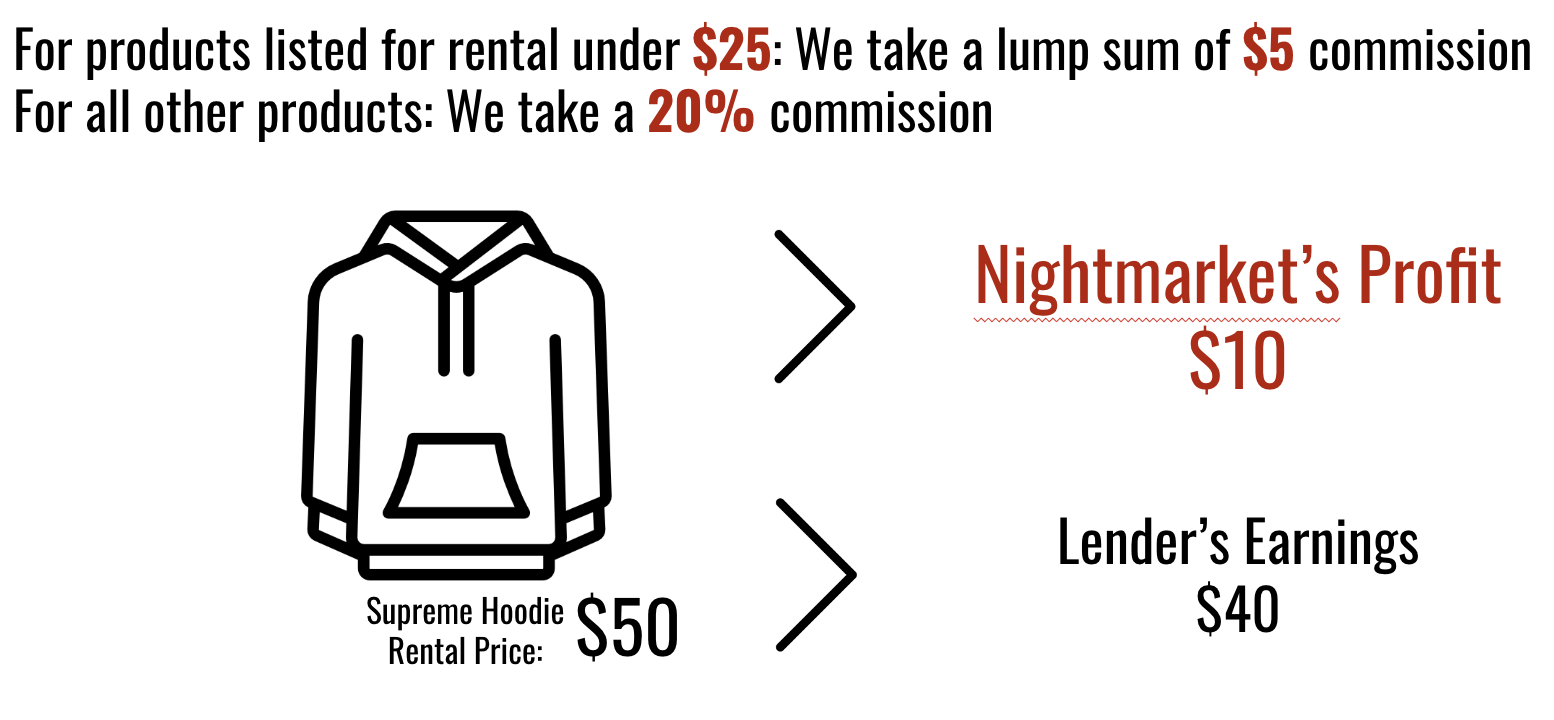 For products listed for rental under $25: We take a lump sum of $5 commission
For all other products: We take a 20% commission
Nightmarket’s Profit
$10
Supreme Hoodie
Rental Price:
$50
Lender’s Earnings
$40